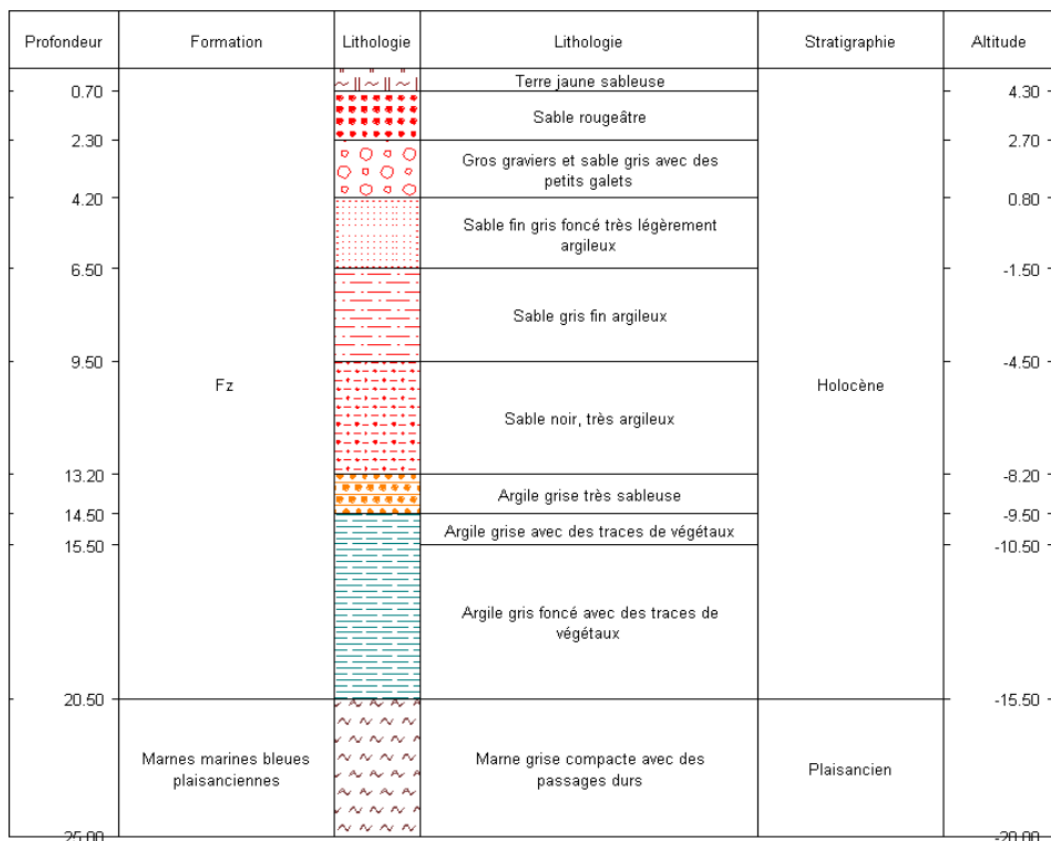 Profondeur Formation Lithologie Lithologie Stratigraphie Altitude
Terre jaune sableuse
0.70 4.30
Sable rougeâtre
2.30 2.70
Gros graviers et sable gris avec des
petits galets
4.20 0.80
Sable fin gris foncé très légèrement
argileux
6.50 -1.50
Sable gris fin argileux
9.50 -4.50
Fz Holocène
Sable noir, très argileux
13.20 -8.20
Argile grise très sableuse
14.50 -9.50
Argile grise avec des traces de végétaux
15.50 -10.50
Argile gris foncé avec des traces de
végétaux
20.50 -15.50
Marnes marines bleues
plaisanciennes
Marne grise compacte avec des
passages durs
Plaisancien
25.00 -20.00